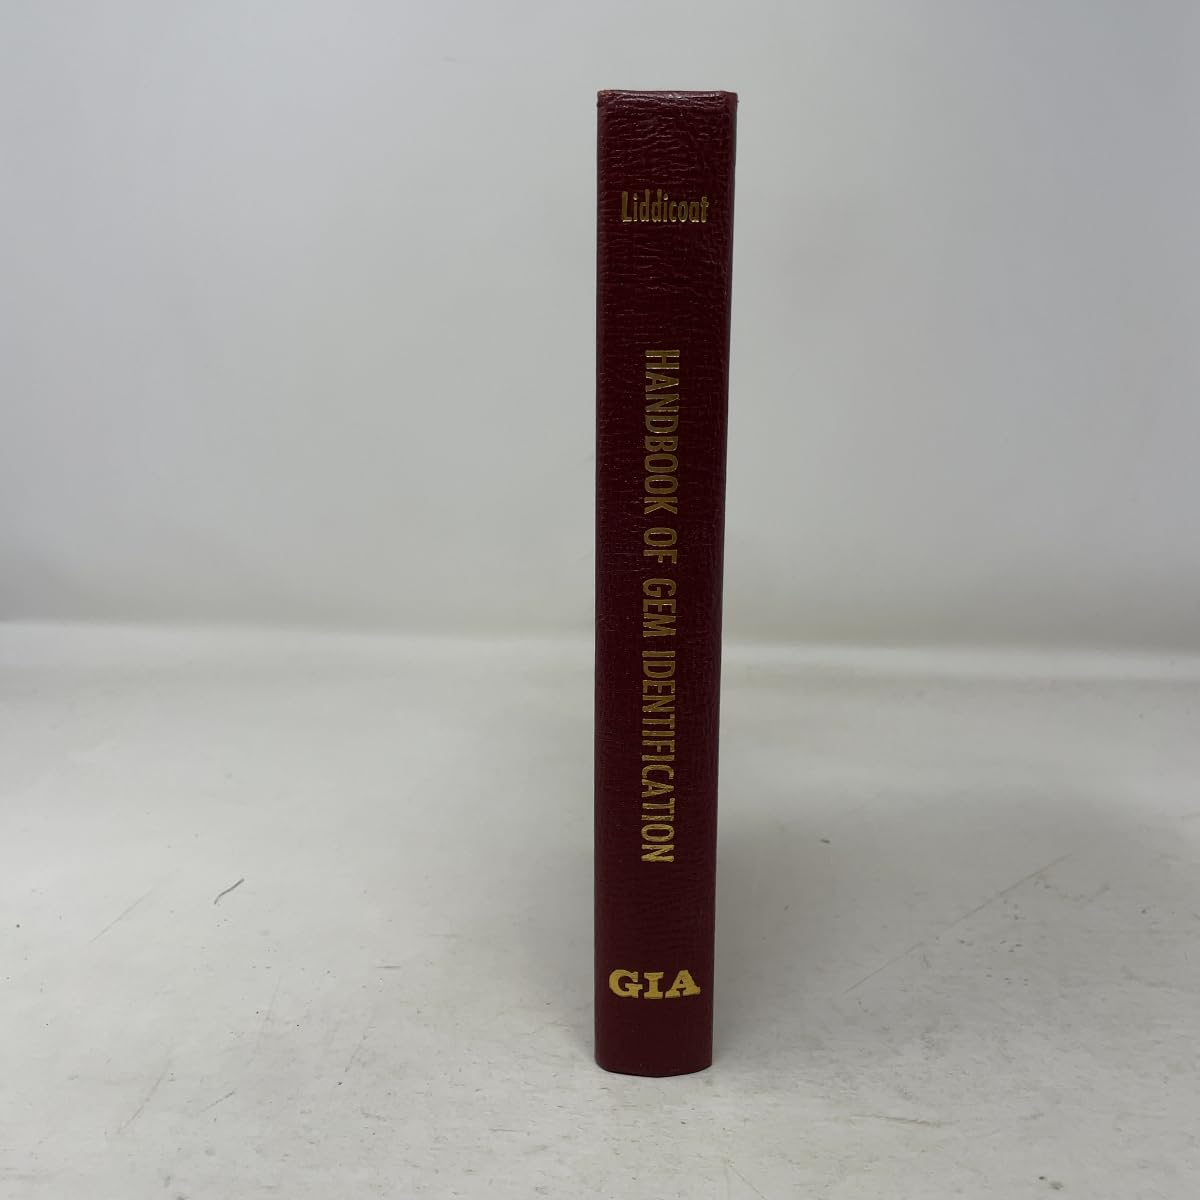 Liddicoat
HANDBOOK OF GEM IDENTIFICATION
GIA